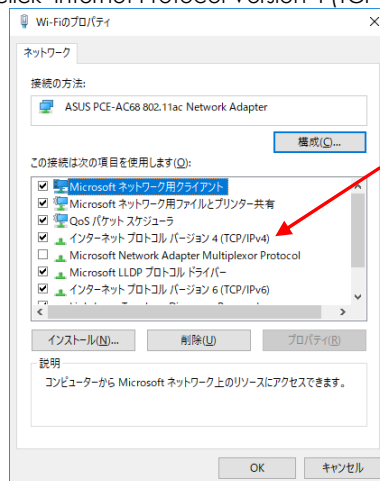 click "Internet Protocol Version 4 (TCP
Wi-Fiのプロパティ
ネットワーク
接続の方法:
ASUS PCE-AC68 802.11ac Network Adapter
構成(C)...
この接続は次の項目を使用します(O):
Microsoft ネットワーク用クライアント
Microsoft ネットワーク用ファイルとプリンター共有
QoS パケット スケジューラ
インターネット プロトコル バージョン 4 (TCP/IPv4)
Microsoft Network Adapter Multiplexor Protocol
Microsoft LLDP プロトコル ドライバー
インターネット プロトコル バージョン 6 (TCP/IPv6)
インストール(N)...
削除(U)
プロパティ(R)
説明
コンピューターから Microsoft ネットワーク上のリソースにアクセスできます。
OK
キャンセル